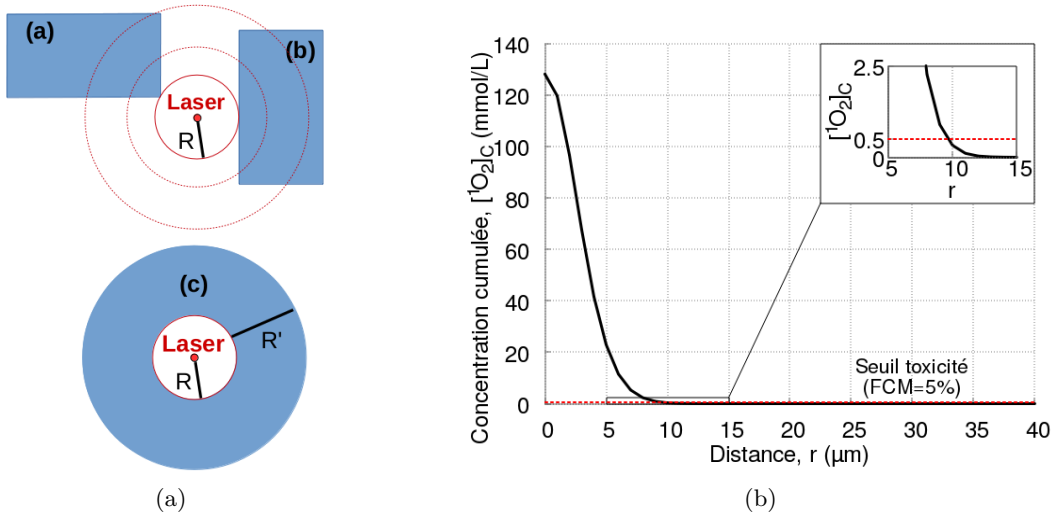 (a)
(b)
Laser
R
(c)
Laser
R'
R
(a)
Concentration cumulée, [¹O₂]C (mmol/L)
140
120
100
80
60
40
20
0
0 5 10 15 20 25 30 35 40
Distance, r (µm)
Seuil toxicité
(FCM=5%)
[¹O₂]C
2.5
0.5
0
5 10 15
r
(b)